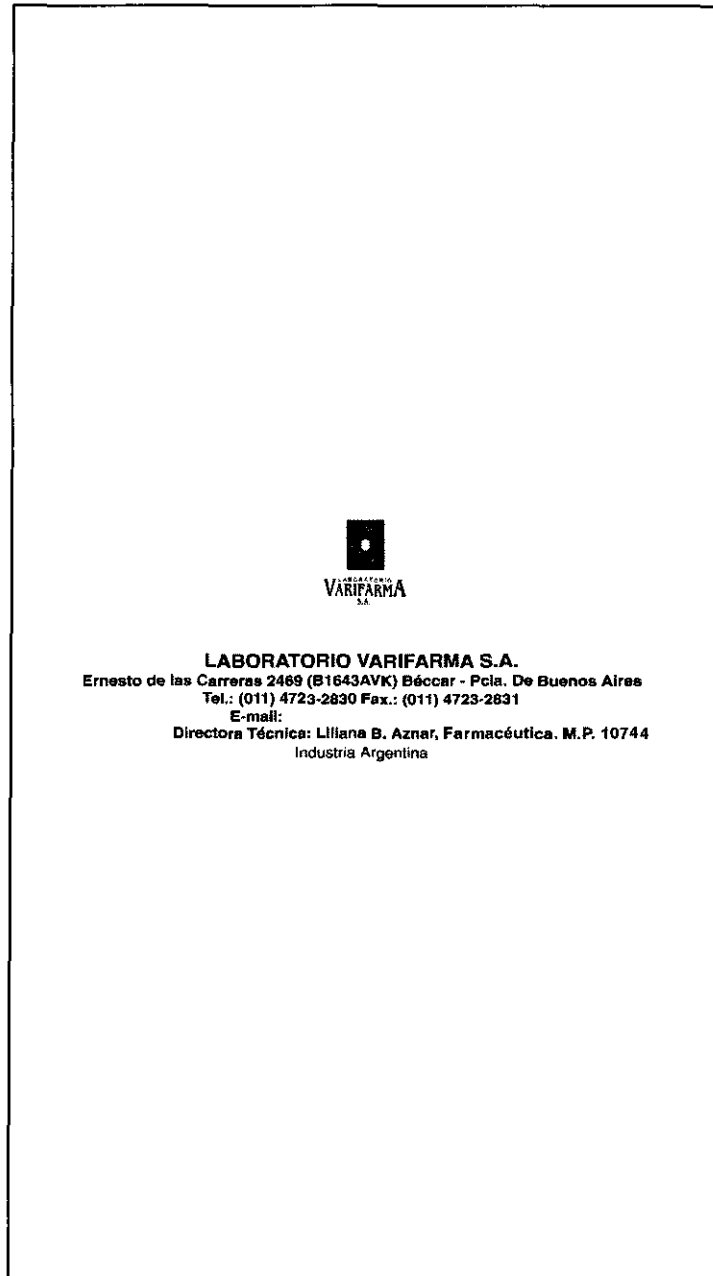 LABORATORIO
VARIFARMA
S.A.
LABORATORIO VARIFARMA S.A.
Ernesto de las Carreras 2469 (B1643AVK) Béccar - Pcia. De Buenos Aires
Tel.: (011) 4723-2830 Fax.: (011) 4723-2831
E-mail:
Directora Técnica: Liliana B. Aznar, Farmacéutica. M.P. 10744
Industria Argentina